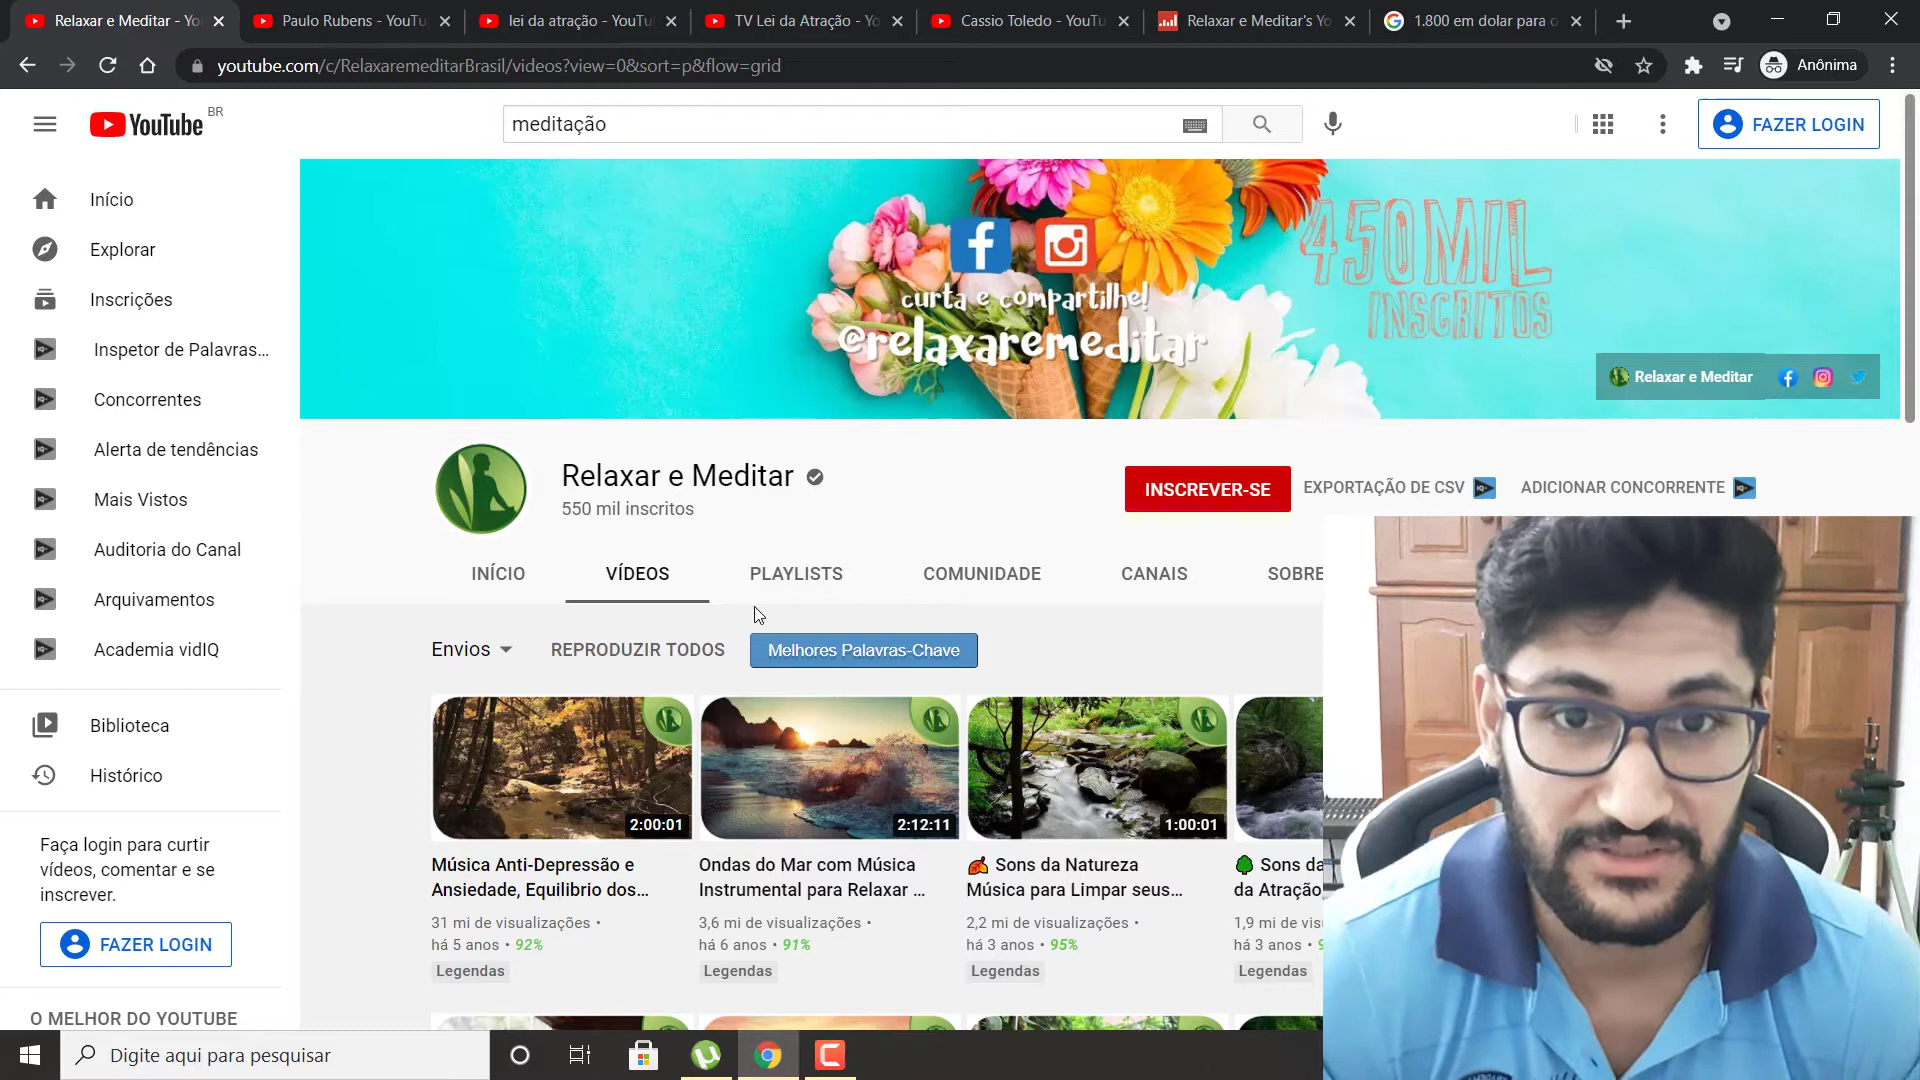 Relaxar e Meditar - Yo
Paulo Rubens - YouTu
lei da atração - YouTu
TV Lei da Atração - Yo
Cassio Toledo - YouTu
Relaxar e Meditar's Yo
1.800 em dolar para o
youtube.com/c/RelaxaremeditarBrasil/videos?view=0&sort=p&flow=grid
Anônima
YouTube BR
meditação
FAZER LOGIN
Início
Explorar
Inscrições
Inspetor de Palavras...
Concorrentes
Alerta de tendências
Mais Vistos
Auditoria do Canal
Arquivamentos
Academia vidIQ
Biblioteca
Histórico
Faça login para curtir
vídeos, comentar e se
inscrever.
FAZER LOGIN
O MELHOR DO YOUTUBE
450MIL
INSCRITOS
curta e compartilhe!
@relaxaremeditar
Relaxar e Meditar
Relaxar e Meditar
550 mil inscritos
INSCREVER-SE
EXPORTAÇÃO DE CSV
ADICIONAR CONCORRENTE
INÍCIO
VÍDEOS
PLAYLISTS
COMUNIDADE
CANAIS
SOBRE
Envios
REPRODUZIR TODOS
Melhores Palavras-Chave
2:00:01
2:12:11
1:00:01
Música Anti-Depressão e
Ansiedade, Equilibrio dos...
31 mi de visualizações •
há 5 anos • 92%
Legendas
Ondas do Mar com Música
Instrumental para Relaxar ...
3,6 mi de visualizações •
há 6 anos • 91%
Legendas
Sons da Natureza
Música para Limpar seus...
2,2 mi de visualizações •
há 3 anos • 95%
Legendas
Sons da
da Atração
1,9 mi de visu
há 3 anos • 9
Legendas
Digite aqui para pesquisar